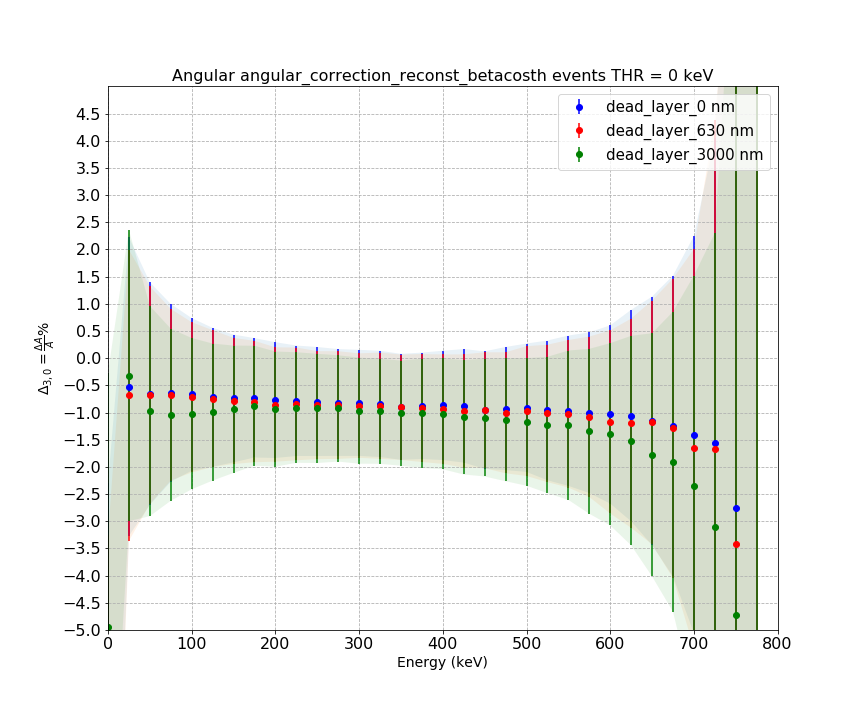 Angular angular_correction_reconst_betacosth events THR = 0 keV
dead_layer_0 nm
dead_layer_630 nm
dead_layer_3000 nm
4.5
4.0
3.5
3.0
2.5
2.0
1.5
1.0
0.5
0.0
−0.5
−1.0
−1.5
−2.0
−2.5
−3.0
−3.5
−4.0
−4.5
−5.0
Δ3,0 = ΔA/A %
0 100 200 300 400 500 600 700 800
Energy (keV)